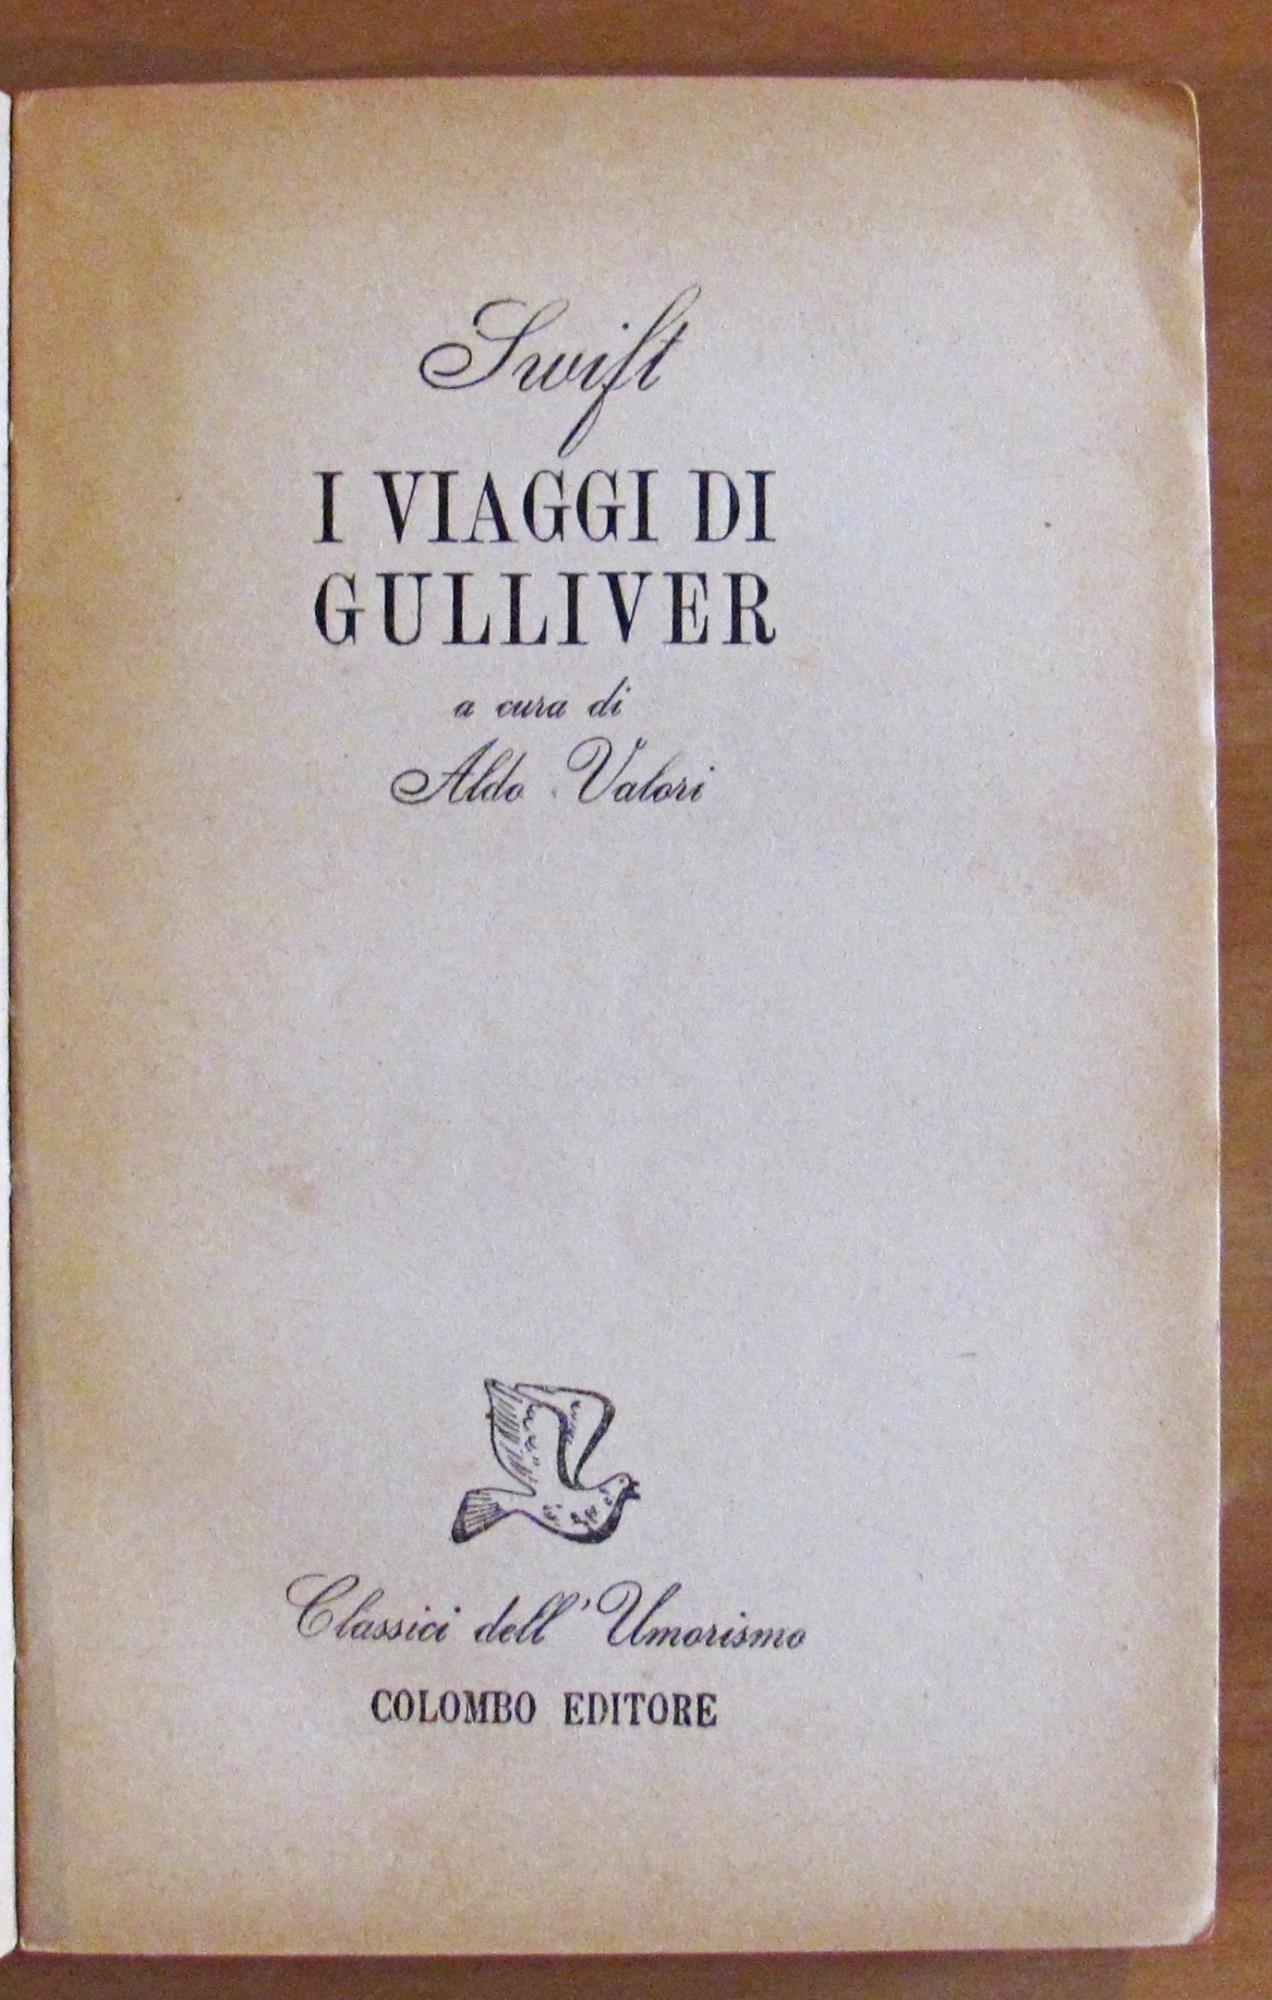 Swift
I VIAGGI DI
GULLIVER
a cura di
Aldo Valori
Classici dell' Umorismo
COLOMBO EDITORE